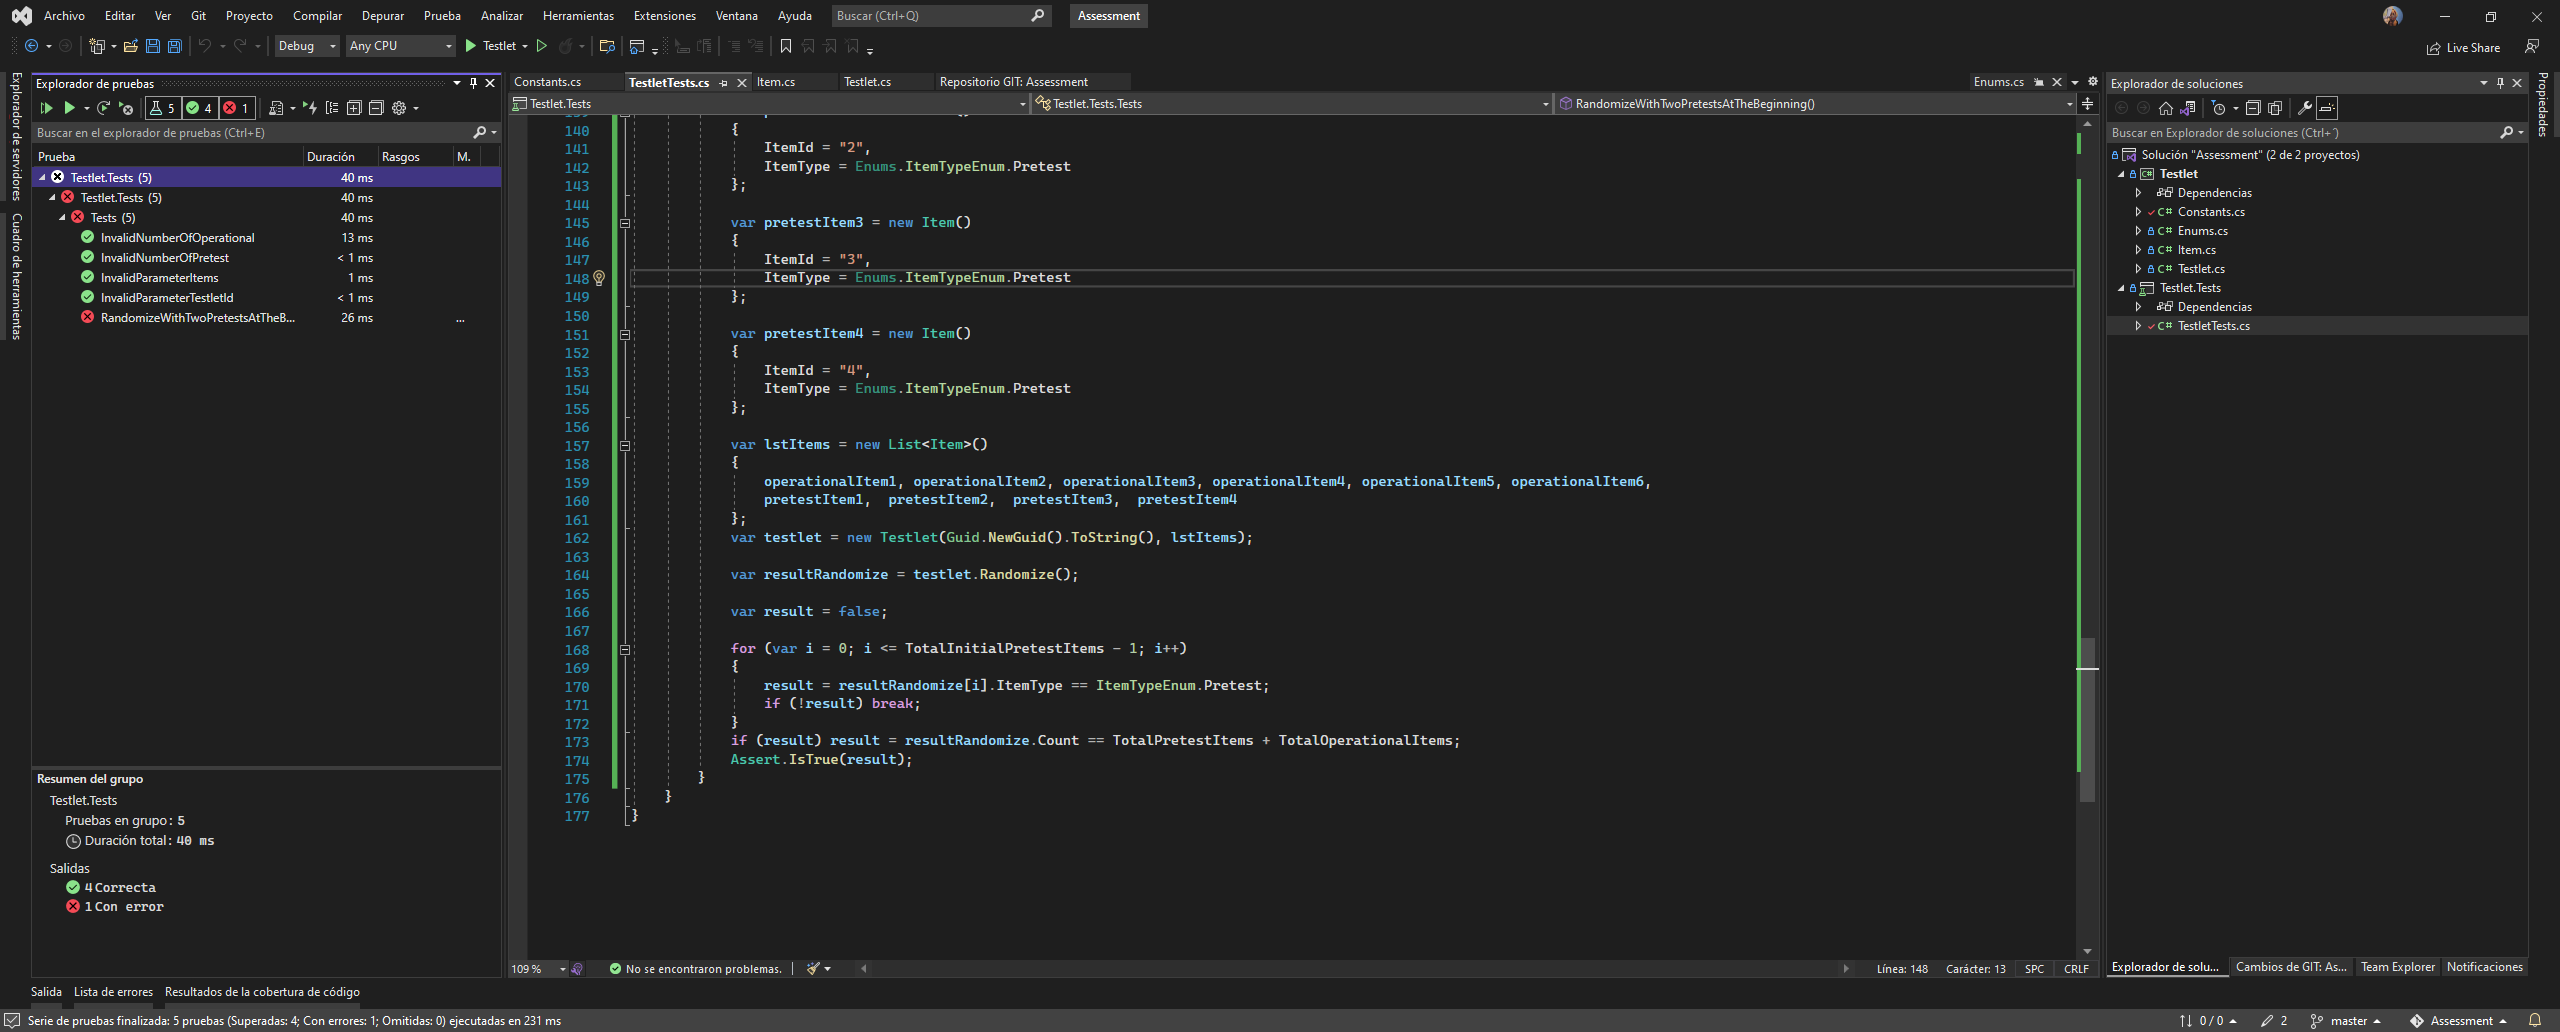 Archivo Editar Ver Git Proyecto Compilar Depurar Prueba Analizar Herramientas Extensiones Ventana Ayuda Buscar (Ctrl+Q) Assessment
Debug Any CPU Testlet Live Share
Explorador de servidores
Cuadro de herramientas
Explorador de pruebas
5 4 1
Buscar en el explorador de pruebas (Ctrl+E)
Prueba Duración Rasgos M.
Testlet.Tests (5) 40 ms
Testlet.Tests (5) 40 ms
Tests (5) 40 ms
InvalidNumberOfOperational 13 ms
InvalidNumberOfPretest < 1 ms
InvalidParameterItems 1 ms
InvalidParameterTestletId < 1 ms
RandomizeWithTwoPretestsAtTheB... 26 ms ...
Resumen del grupo
Testlet.Tests
Pruebas en grupo: 5
Duración total: 40 ms
Salidas
4 Correcta
1 Con error
Constants.cs TestletTests.cs Item.cs Testlet.cs Repositorio GIT: Assessment Enums.cs
Testlet.Tests Testlet.Tests.Tests RandomizeWithTwoPretestsAtTheBeginning()
140 {
141 ItemId = "2",
142 ItemType = Enums.ItemTypeEnum.Pretest
143 };
144
145 var pretestItem3 = new Item()
146 {
147 ItemId = "3",
148 ItemType = Enums.ItemTypeEnum.Pretest
149 };
150
151 var pretestItem4 = new Item()
152 {
153 ItemId = "4",
154 ItemType = Enums.ItemTypeEnum.Pretest
155 };
156
157 var lstItems = new List<Item>()
158 {
159 operationalItem1, operationalItem2, operationalItem3, operationalItem4, operationalItem5, operationalItem6,
160 pretestItem1, pretestItem2, pretestItem3, pretestItem4
161 };
162 var testlet = new Testlet(Guid.NewGuid().ToString(), lstItems);
163
164 var resultRandomize = testlet.Randomize();
165
166 var result = false;
167
168 for (var i = 0; i <= TotalInitialPretestItems - 1; i++)
169 {
170 result = resultRandomize[i].ItemType == ItemTypeEnum.Pretest;
171 if (!result) break;
172 }
173 if (result) result = resultRandomize.Count == TotalPretestItems + TotalOperationalItems;
174 Assert.IsTrue(result);
175 }
176 }
177 }
109 % No se encontraron problemas. Línea: 148 Carácter: 13 SPC CRLF
Explorador de soluciones
Buscar en Explorador de soluciones (Ctrl+´)
Solución "Assessment" (2 de 2 proyectos)
Testlet
Dependencias
Constants.cs
Enums.cs
Item.cs
Testlet.cs
Testlet.Tests
Dependencias
TestletTests.cs
Explorador de solu... Cambios de GIT: As... Team Explorer Notificaciones
Propiedades
Salida Lista de errores Resultados de la cobertura de código
Serie de pruebas finalizada: 5 pruebas (Superadas: 4; Con errores: 1; Omitidas: 0) ejecutadas en 231 ms 0 / 0 2 master Assessment